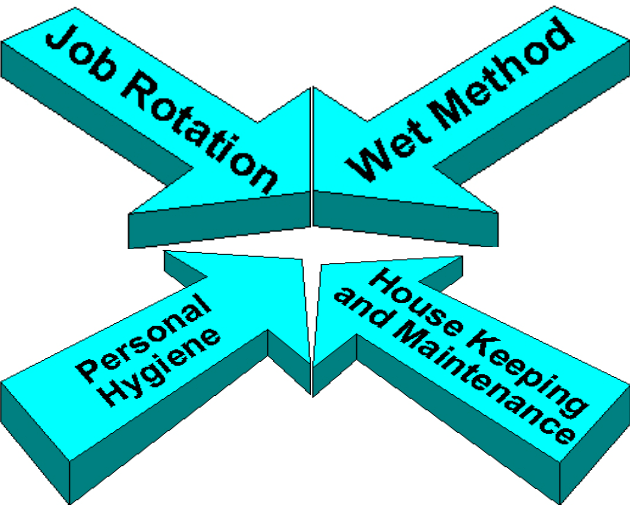 Job Rotation
Wet Method
Personal
Hygiene
House Keeping
and Maintenance